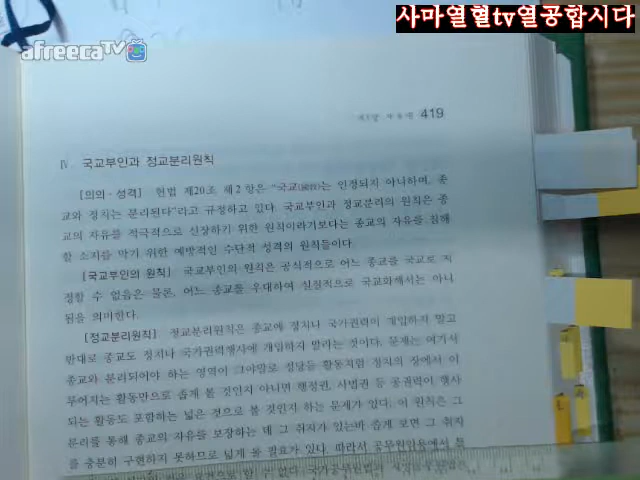 사마열혈tv열공합시다
afreecaTV
419
Ⅳ. 국교부인과 정교분리원칙
[의의·성격] 헌법 제20조 제2항은 “국교(國敎)는 인정되지 아니하며, 종
교와 정치는 분리된다”라고 규정하고 있다. 국교부인과 정교분리의 원칙은 종
교의 자유를 적극적으로 신장하기 위한 원칙이라기보다는 종교의 자유를 침해
할 소지를 막기 위한 예방적인 수단적 성격의 원칙들이다.
[국교부인의 원칙] 국교부인의 원칙은 공식적으로 어느 종교를 국교로 지
정할 수 없음은 물론, 어느 종교를 우대하여 실질적으로 국교화해서는 아니
됨을 의미한다.
[정교분리원칙] 정교분리원칙은 종교에 정치나 국가권력이 개입하지 말고
반대로 종교도 정치나 국가권력행사에 개입하지 말라는 것이다. 문제는 여기서
종교와 분리되어야 하는 영역이 그야말로 정당들 활동처럼 정치의 장에서 이
루어지는 활동만으로 좁게 볼 것인지 아니면 행정권, 사법권 등 공권력이 행사
되는 활동도 포함하는 넓은 것으로 볼 것인지 하는 문제가 있다. 이 원칙은 그
분리를 통해 종교의 자유를 보장하는 데 그 취지가 있는바 좁게 보면 그 취지
를 충분히 구현하지 못하므로 넓게 볼 필요가 있다. 따라서 공무원임용에서